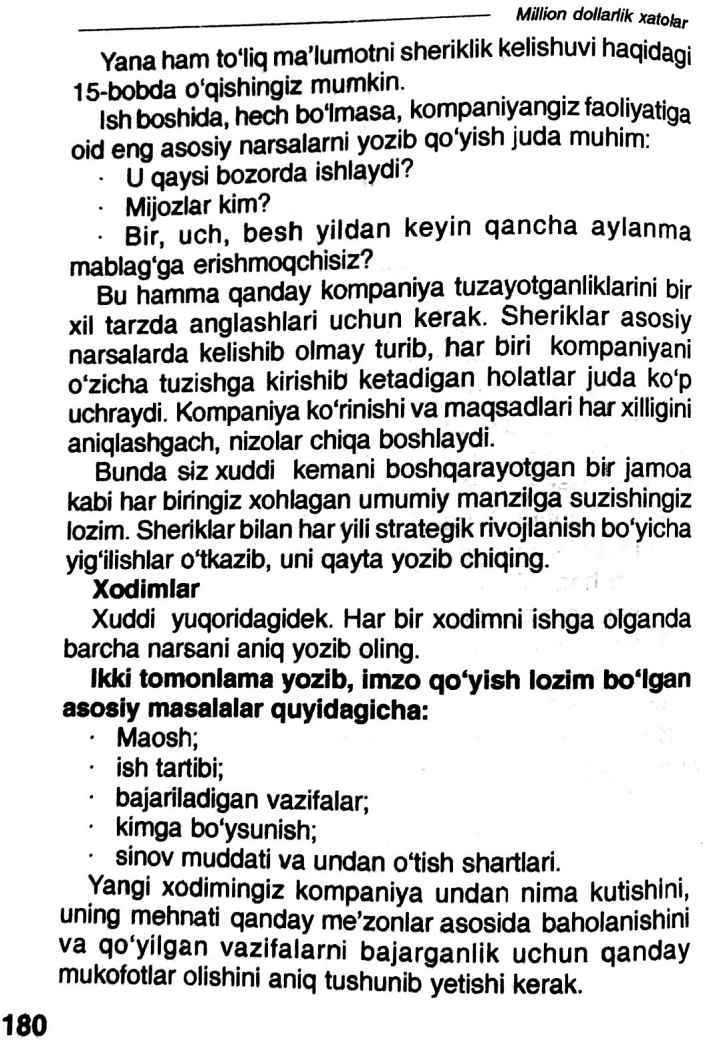 Million dollarlik xatolar
Yana ham to‘liq ma’lumotni sheriklik kelishuvi haqidagi
15-bobda o‘qishingiz mumkin.
Ish boshida, hech bo‘lmasa, kompaniyangiz faoliyatiga
oid eng asosiy narsalarni yozib qo‘yish juda muhim:
· U qaysi bozorda ishlaydi?
· Mijozlar kim?
· Bir, uch, besh yildan keyin qancha aylanma
mablag‘ga erishmoqchisiz?
Bu hamma qanday kompaniya tuzayotganliklarini bir
xil tarzda anglashlari uchun kerak. Sheriklar asosiy
narsalarda kelishib olmay turib, har biri kompaniyani
o‘zicha tuzishga kirishib ketadigan holatlar juda ko‘p
uchraydi. Kompaniya ko‘rinishi va maqsadlari har xilligini
aniqlashgach, nizolar chiqa boshlaydi.
Bunda siz xuddi kemani boshqarayotgan bir jamoa
kabi har biringiz xohlagan umumiy manzilga suzishingiz
lozim. Sheriklar bilan har yili strategik rivojlanish bo‘yicha
yig‘ilishlar o‘tkazib, uni qayta yozib chiqing.
Xodimlar
Xuddi yuqoridagidek. Har bir xodimni ishga olganda
barcha narsani aniq yozib oling.
Ikki tomonlama yozib, imzo qo‘yish lozim bo‘lgan
asosiy masalalar quyidagicha:
· Maosh;
· ish tartibi;
· bajariladigan vazifalar;
· kimga bo‘ysunish;
· sinov muddati va undan o‘tish shartlari.
Yangi xodimingiz kompaniya undan nima kutishini,
uning mehnati qanday me’zonlar asosida baholanishini
va qo‘yilgan vazifalarni bajarganlik uchun qanday
mukofotlar olishini aniq tushunib yetishi kerak.
180